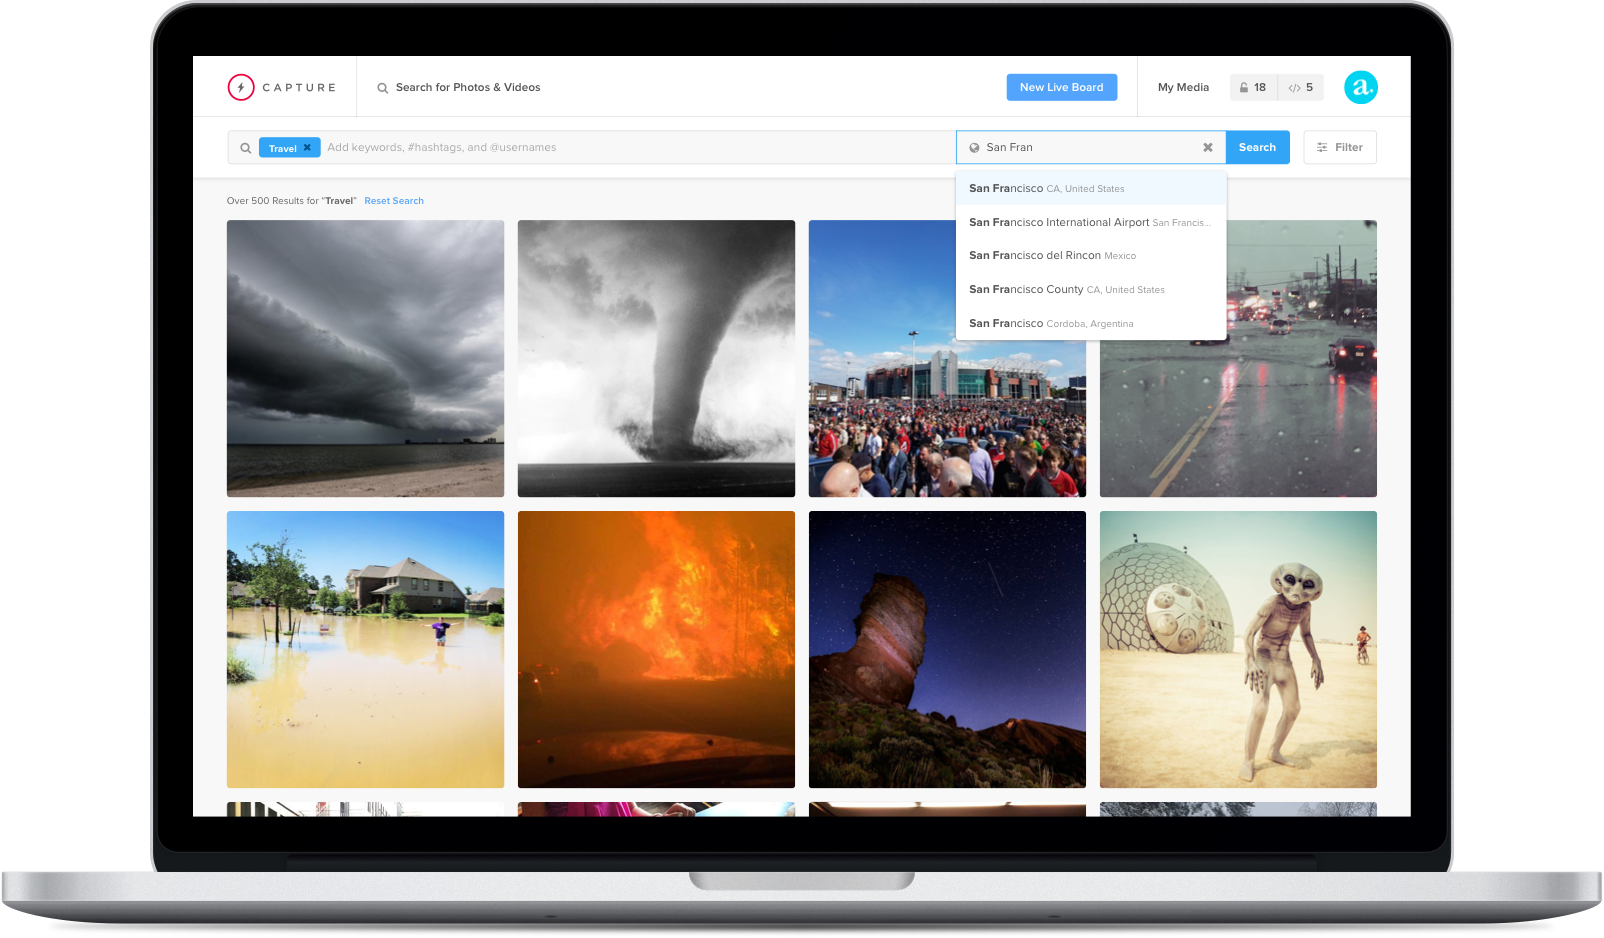 CAPTURE
Search for Photos & Videos
New Live Board
My Media
18
</> 5
a.
Travel
Add keywords, #hashtags, and @usernames
San Fran
Search
Filter
Over 500 Results for "Travel" Reset Search
San Francisco CA, United States
San Francisco International Airport San Francis...
San Francisco del Rincon Mexico
San Francisco County CA, United States
San Francisco Cordoba, Argentina